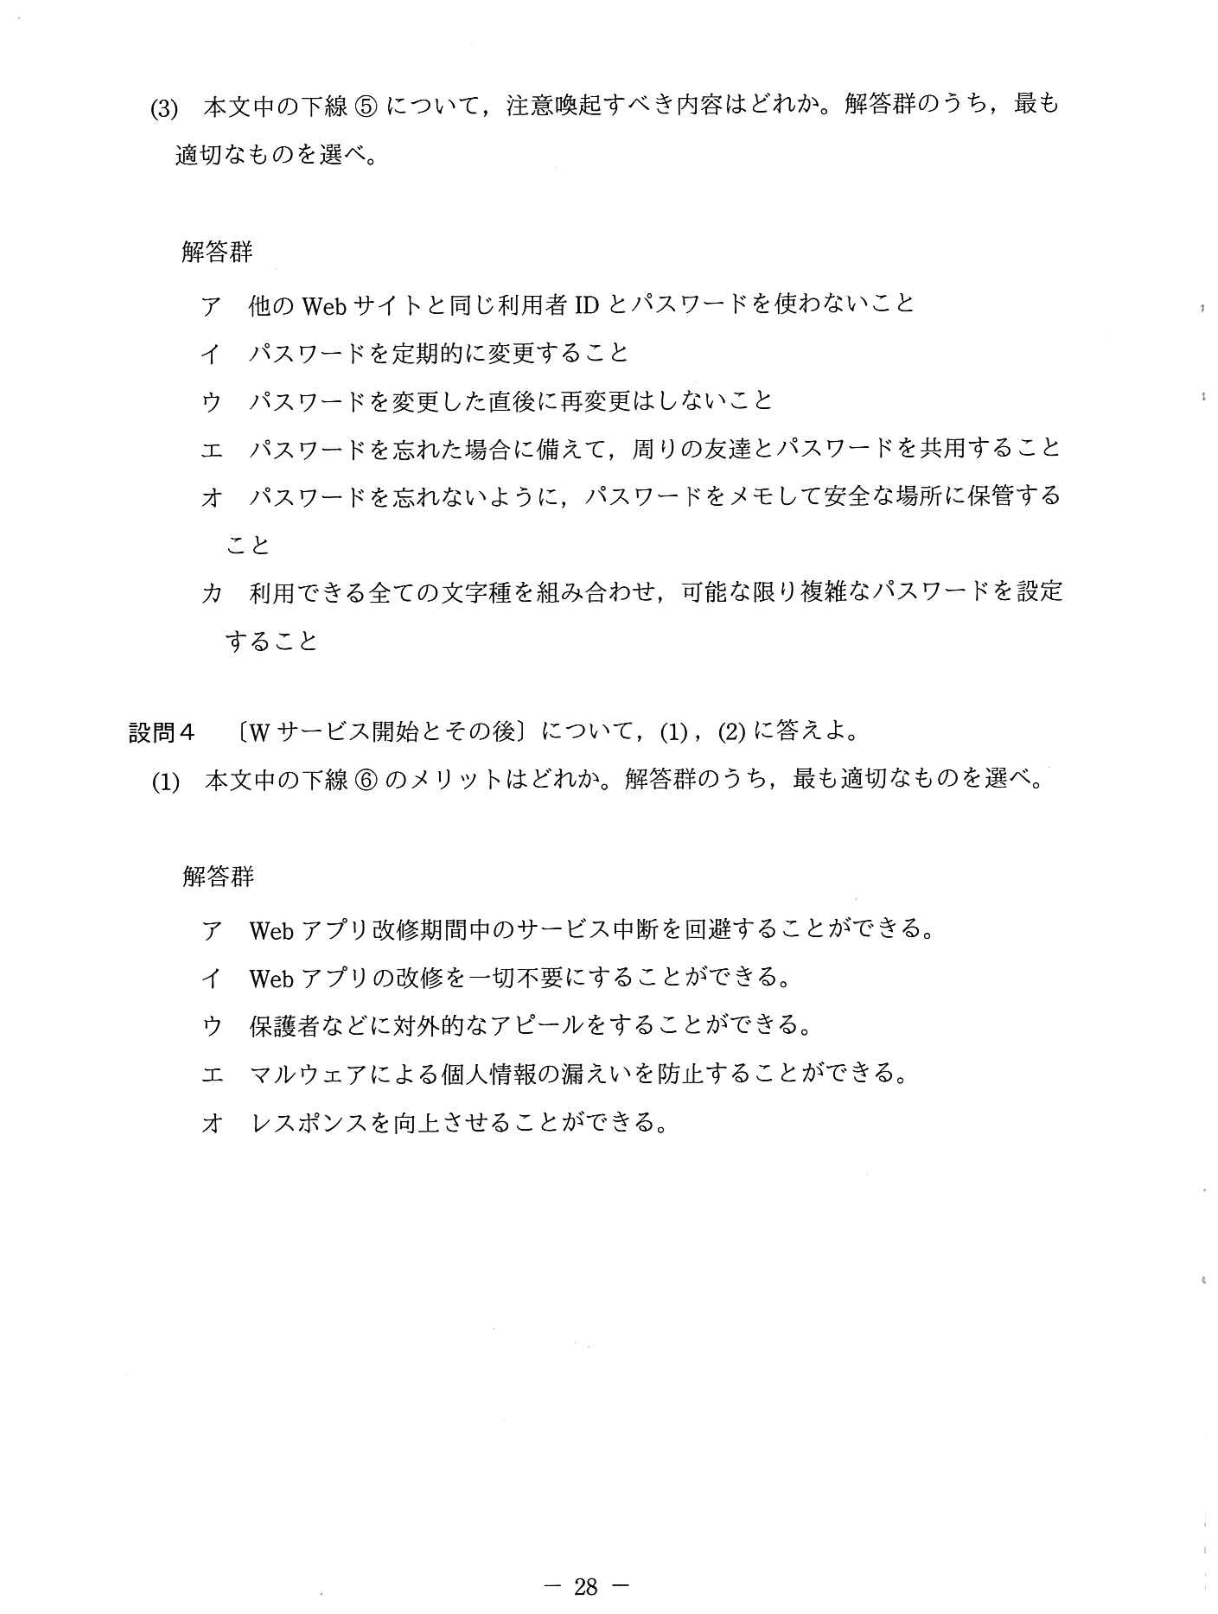 (3) 本文中の下線⑤について，注意喚起すべき内容はどれか。解答群のうち，最も
適切なものを選べ。
解答群
ア 他のWebサイトと同じ利用者IDとパスワードを使わないこと
イ パスワードを定期的に変更すること
ウ パスワードを変更した直後に再変更はしないこと
エ パスワードを忘れた場合に備えて，周りの友達とパスワードを共用すること
オ パスワードを忘れないように，パスワードをメモして安全な場所に保管する
こと
カ 利用できる全ての文字種を組み合わせ，可能な限り複雑なパスワードを設定
すること
設問4 〔Wサービス開始とその後〕について，(1)，(2)に答えよ。
(1) 本文中の下線⑥のメリットはどれか。解答群のうち，最も適切なものを選べ。
解答群
ア Webアプリ改修期間中のサービス中断を回避することができる。
イ Webアプリの改修を一切不要にすることができる。
ウ 保護者などに対外的なアピールをすることができる。
エ マルウェアによる個人情報の漏えいを防止することができる。
オ レスポンスを向上させることができる。
－ 28 －